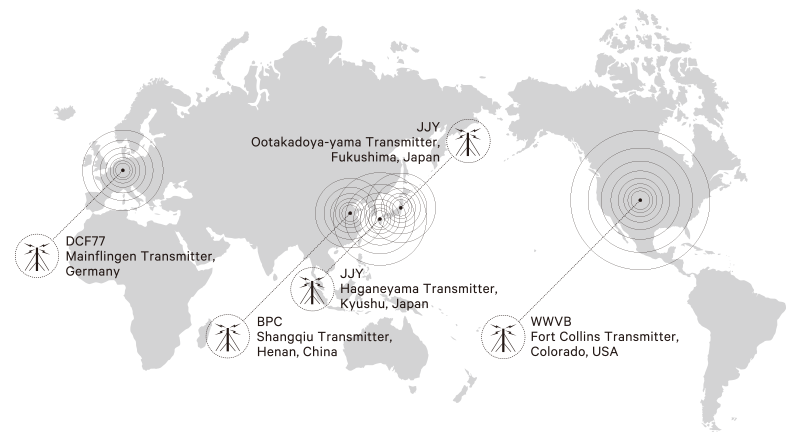 JJY
Ootakadoya-yama Transmitter,
Fukushima, Japan
DCF77
Mainflingen Transmitter,
Germany
JJY
Haganeyama Transmitter,
Kyushu, Japan
BPC
Shangqiu Transmitter,
Henan, China
WWVB
Fort Collins Transmitter,
Colorado, USA